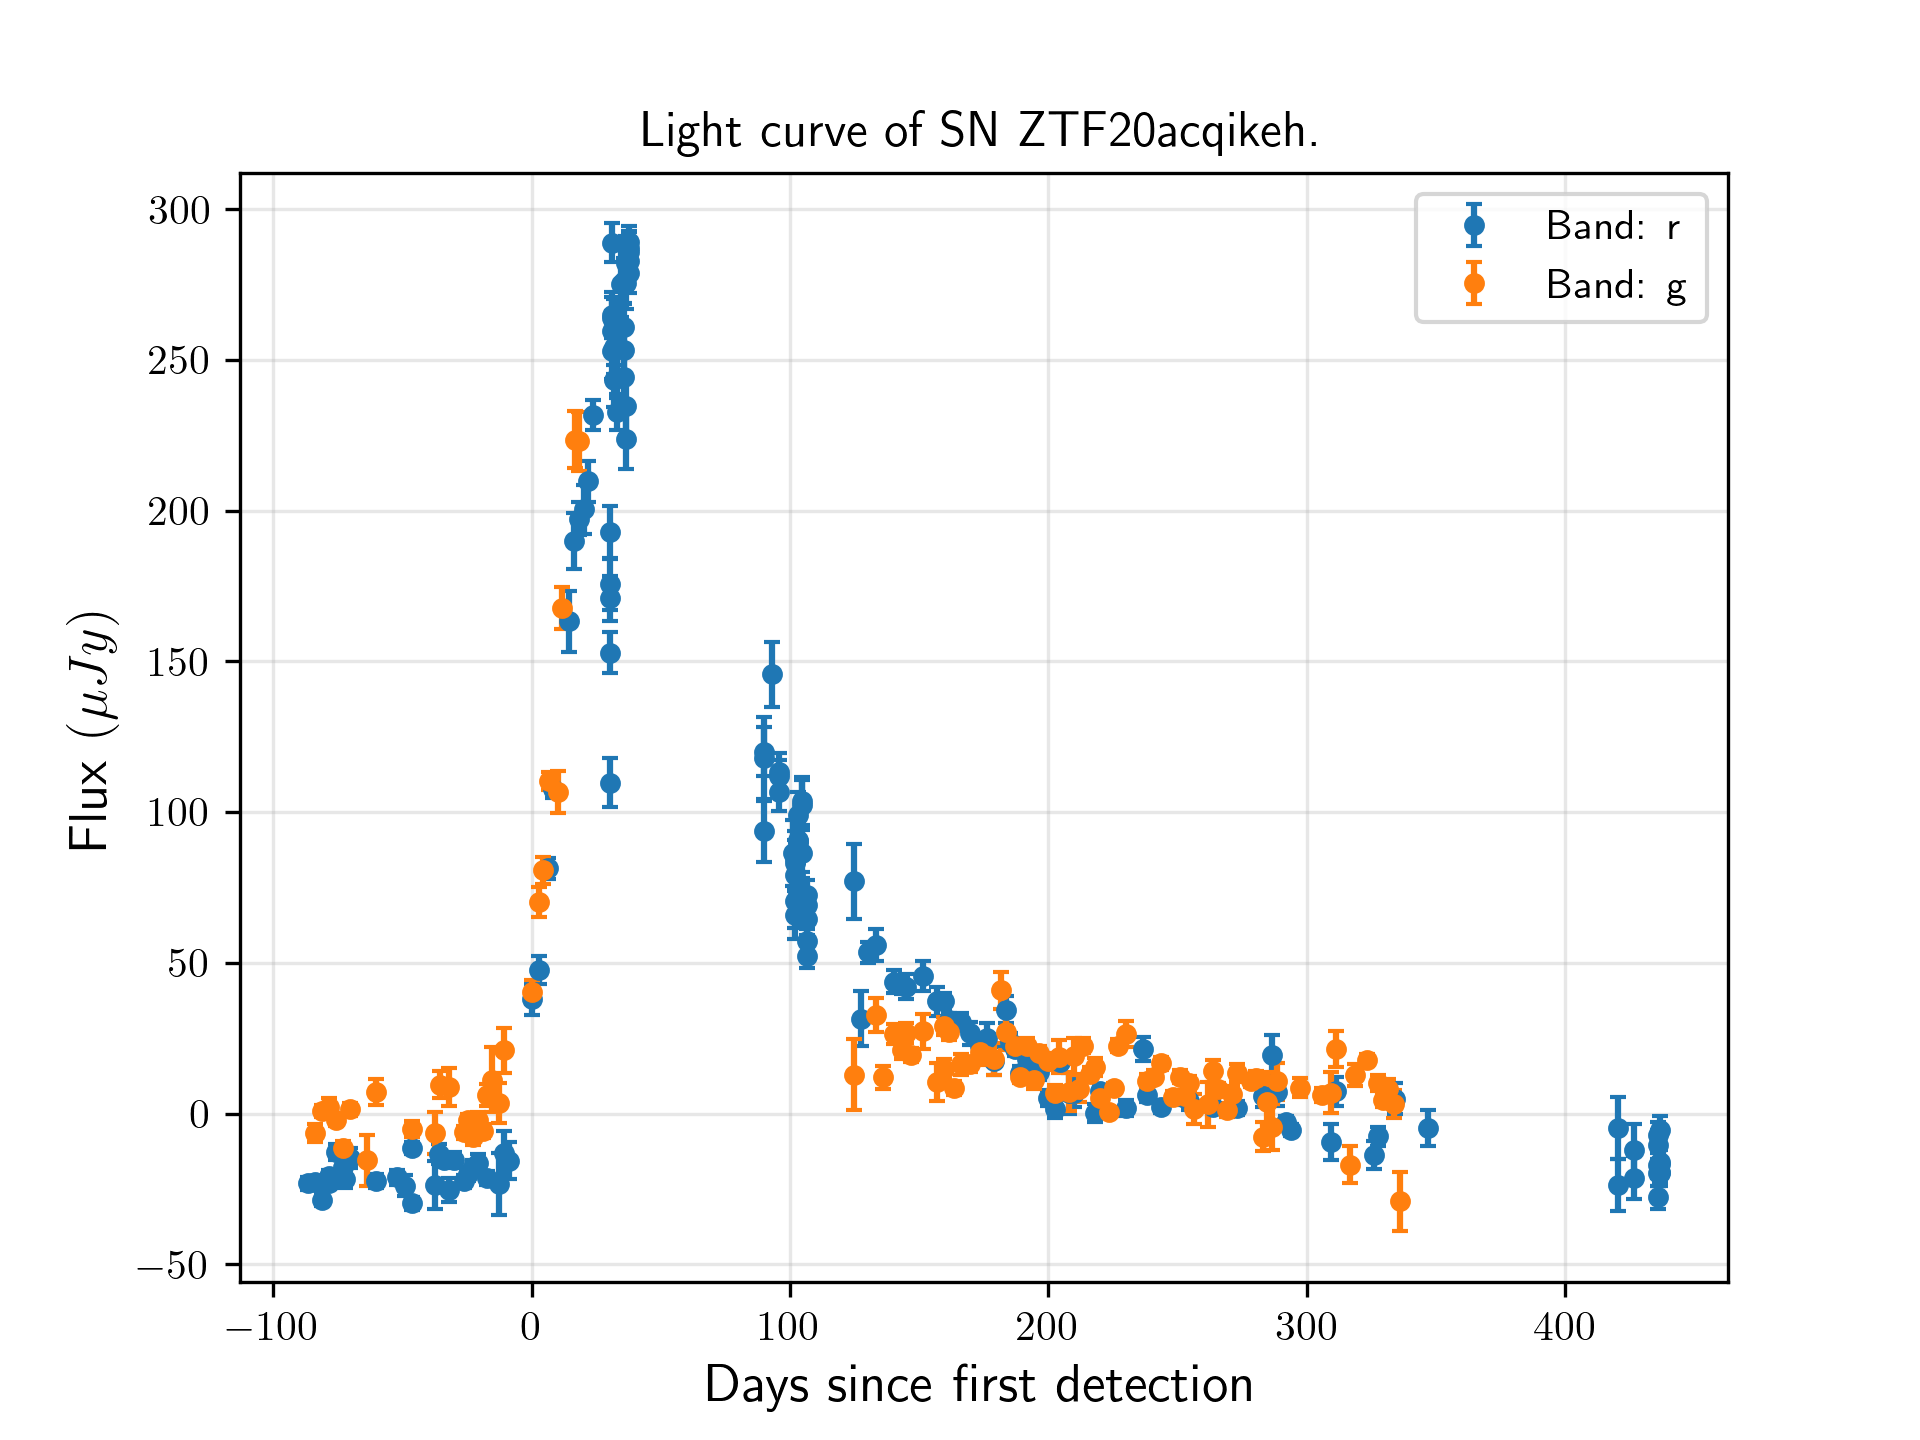 Light curve of SN ZTF20acqikeh.
300
250
200
150
100
50
0
−50
Flux (μJy)
Band: r
Band: g
−100
0
100
200
300
400
Days since first detection